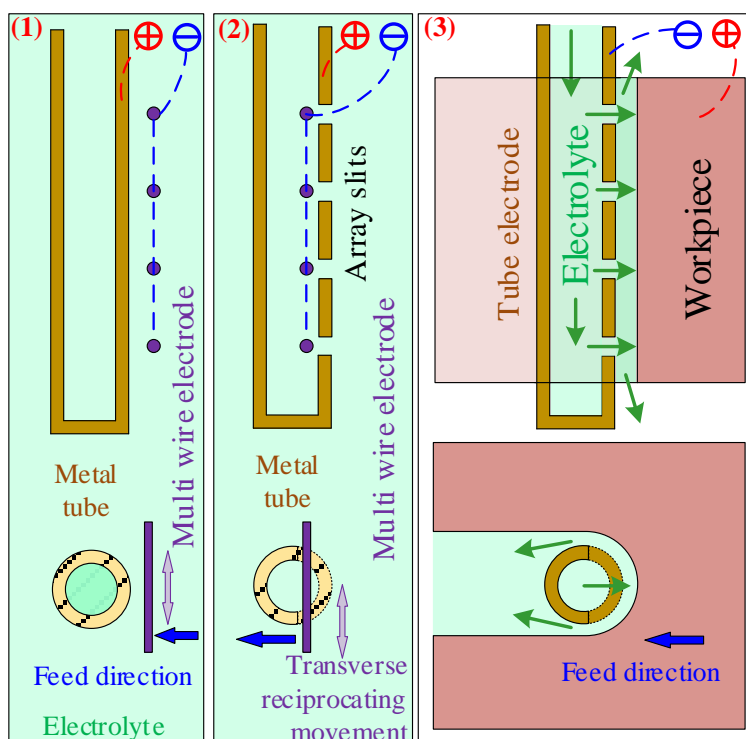 (1)
+
−
Multi wire electrode
Metal
tube
Feed direction
Electrolyte
(2)
+
−
Array slits
Multi wire electrode
Metal
tube
Transverse
reciprocating
movement
(3)
−
+
Tube electrode
Electrolyte
Workpiece
Feed direction